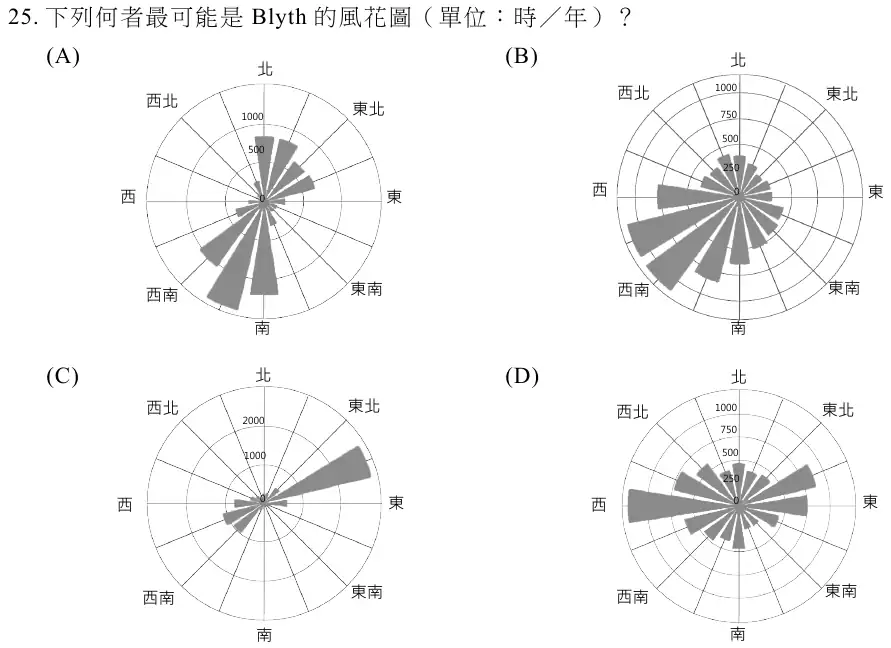 25. 下列何者最可能是 Blyth 的風花圖（單位：時／年）？
(A)
北
西北
東北
1000
500
0
西
東
西南
東南
南
(B)
北
西北
東北
1000
750
500
250
0
西
東
西南
東南
南
(C)
北
西北
東北
2000
1000
0
西
東
西南
東南
南
(D)
北
西北
東北
1000
750
500
250
0
西
東
西南
東南
南